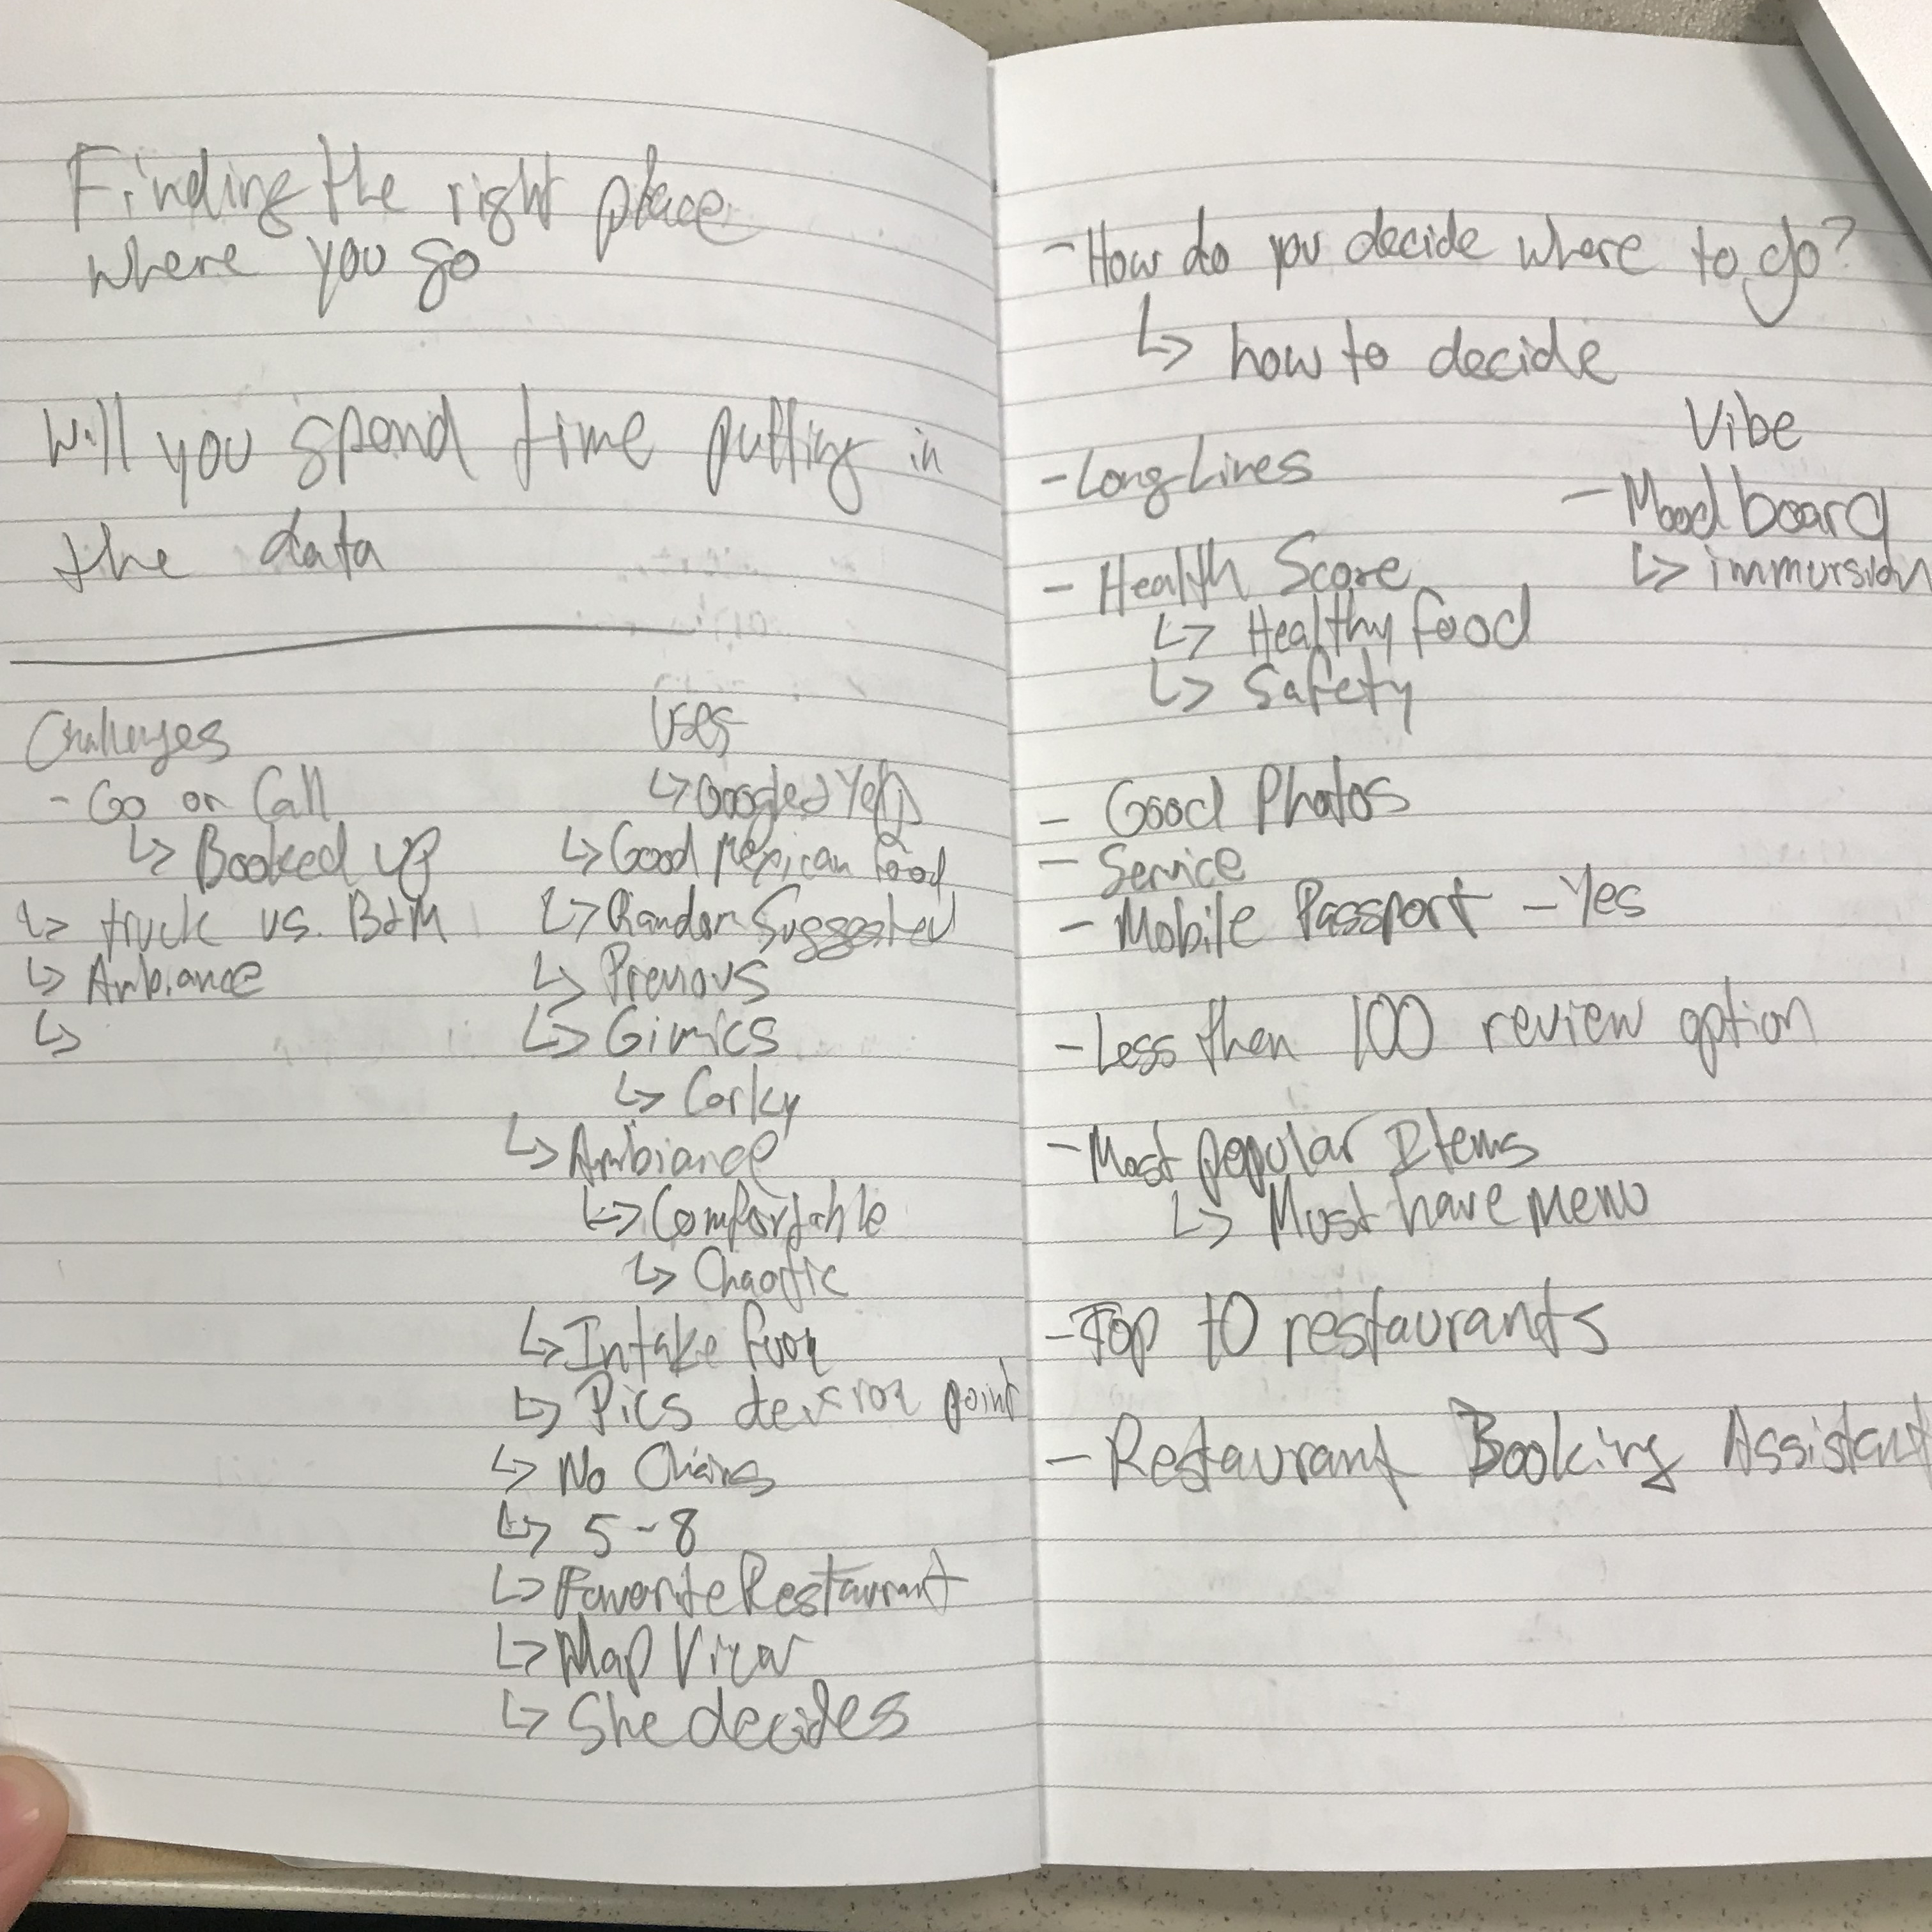 Finding the right place
where you go
Will you spend time putting in
the data
Challenges
- Go or Call
↳ Booked up
↳ truck vs. B&M
↳ Ambiance
↳
Uses
↳ Googled Yelp
↳ Good Mexican food
↳ Random Suggested
↳ Previous
↳ Gimics
↳ Corky
↳ Ambiance
↳ Comfortable
↳ Chaotic
↳ Intake
↳ Pics decision point
↳ No Chains
↳ 5-8
↳ Favorite Restaurant
↳ Map View
↳ She decides
- How do you decide where to go?
↳ how to decide
- Long Lines
Vibe
- Mood board
↳ immursion
- Health Score
↳ Healthy food
↳ Safety
- Good Photos
- Service
- Mobile Passport - Yes
- Less then 100 review option
- Most popular Items
↳ Must have menu
- Top 10 restaurants
- Restaurant Booking Assistant